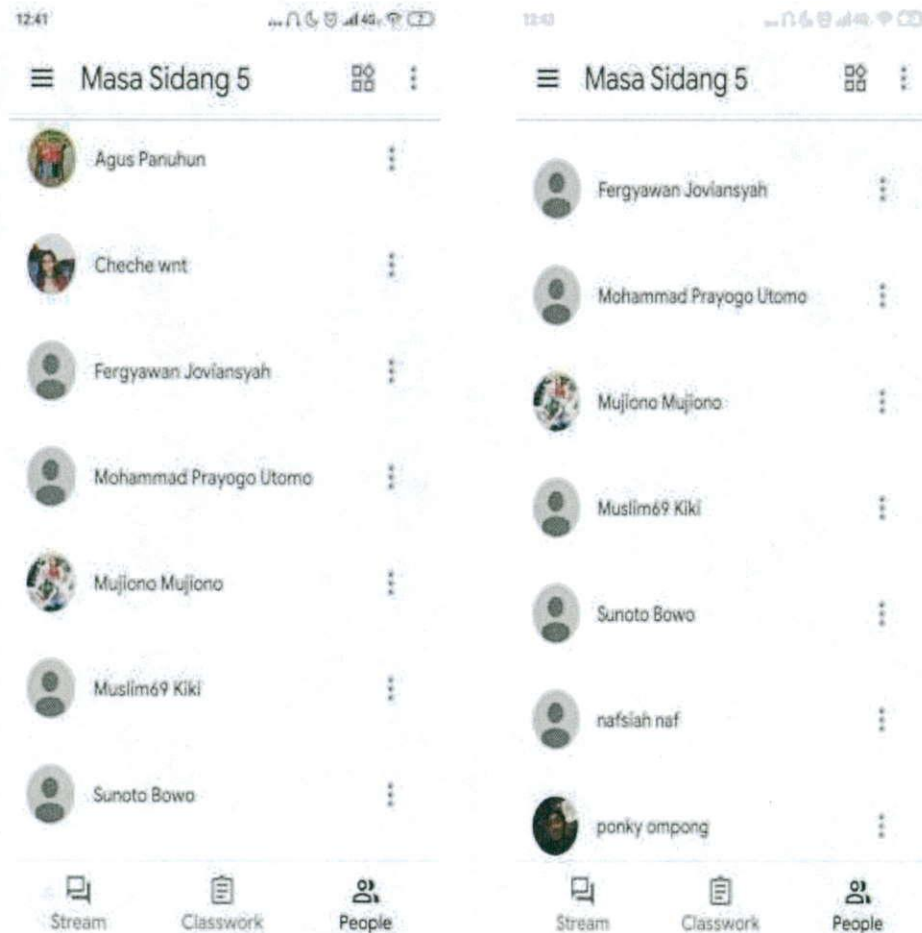 12:41
Masa Sidang 5
Agus Panuhun
Cheche wnt
Fergyawan Joviansyah
Mohammad Prayogo Utomo
Mujiono Mujiono
Muslim69 Kiki
Sunoto Bowo
Stream Classwork People
12:43
Masa Sidang 5
Fergyawan Joviansyah
Mohammad Prayogo Utomo
Mujiono Mujiono
Muslim69 Kiki
Sunoto Bowo
nafsiah naf
ponky ompong
Stream Classwork People